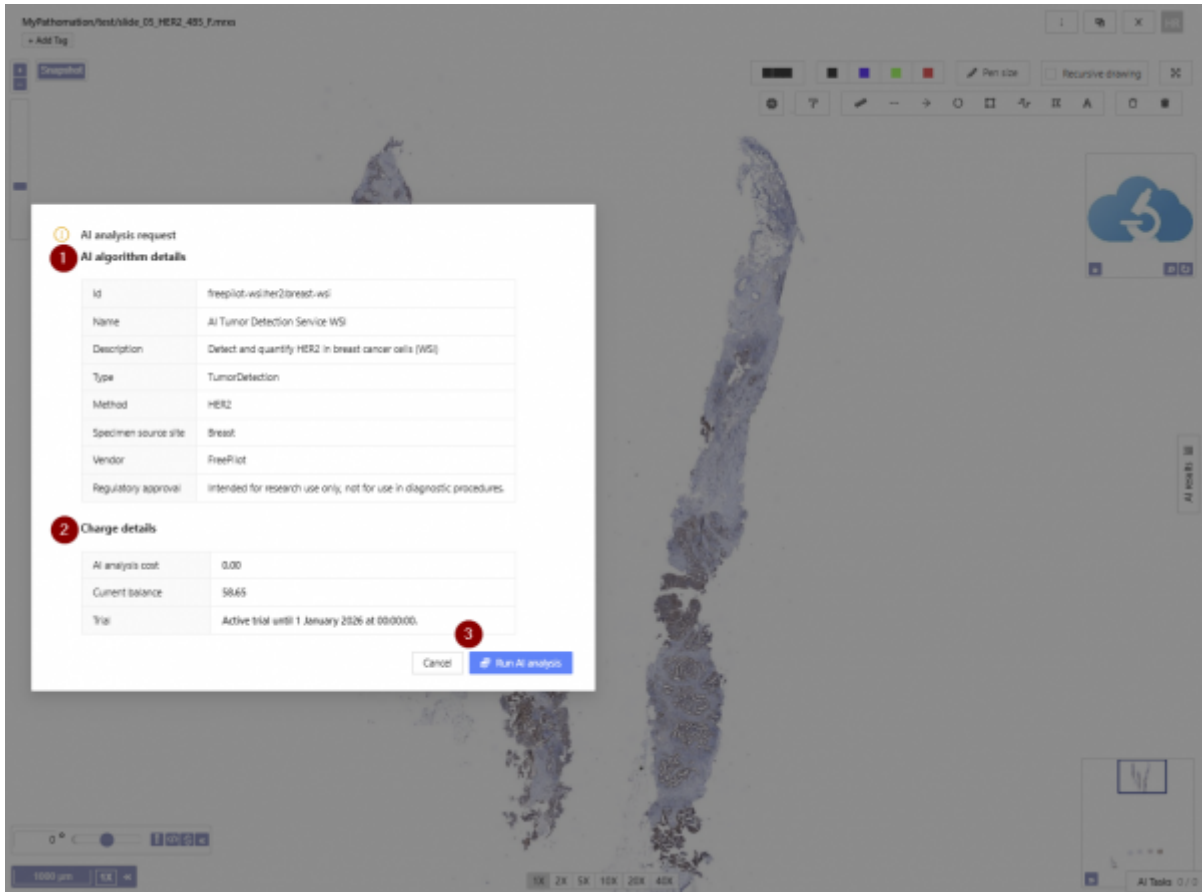 MyPathomation/test/slide_05_HER2_4B5_F.mrxs
+ Add Tag
Snapshot
Pen size
Recursive drawing
A
AI analysis request
1 AI algorithm details
Id freepilot-wsi:her2:breast-wsi
Name AI Tumor Detection Service WSI
Description Detect and quantify HER2 in breast cancer cells (WSI)
Type TumorDetection
Method HER2
Specimen source site Breast
Vendor FreePilot
Regulatory approval Intended for research use only, not for use in diagnostic procedures.
2 Charge details
AI analysis cost 0.00
Current balance 58.65
Trial Active trial until 1 January 2026 at 00:00:00.
3
Cancel Run AI analysis
AI results
0 °
1000 µm 1X
1X 2X 5X 10X 20X 40X
AI Tasks 0 / 0